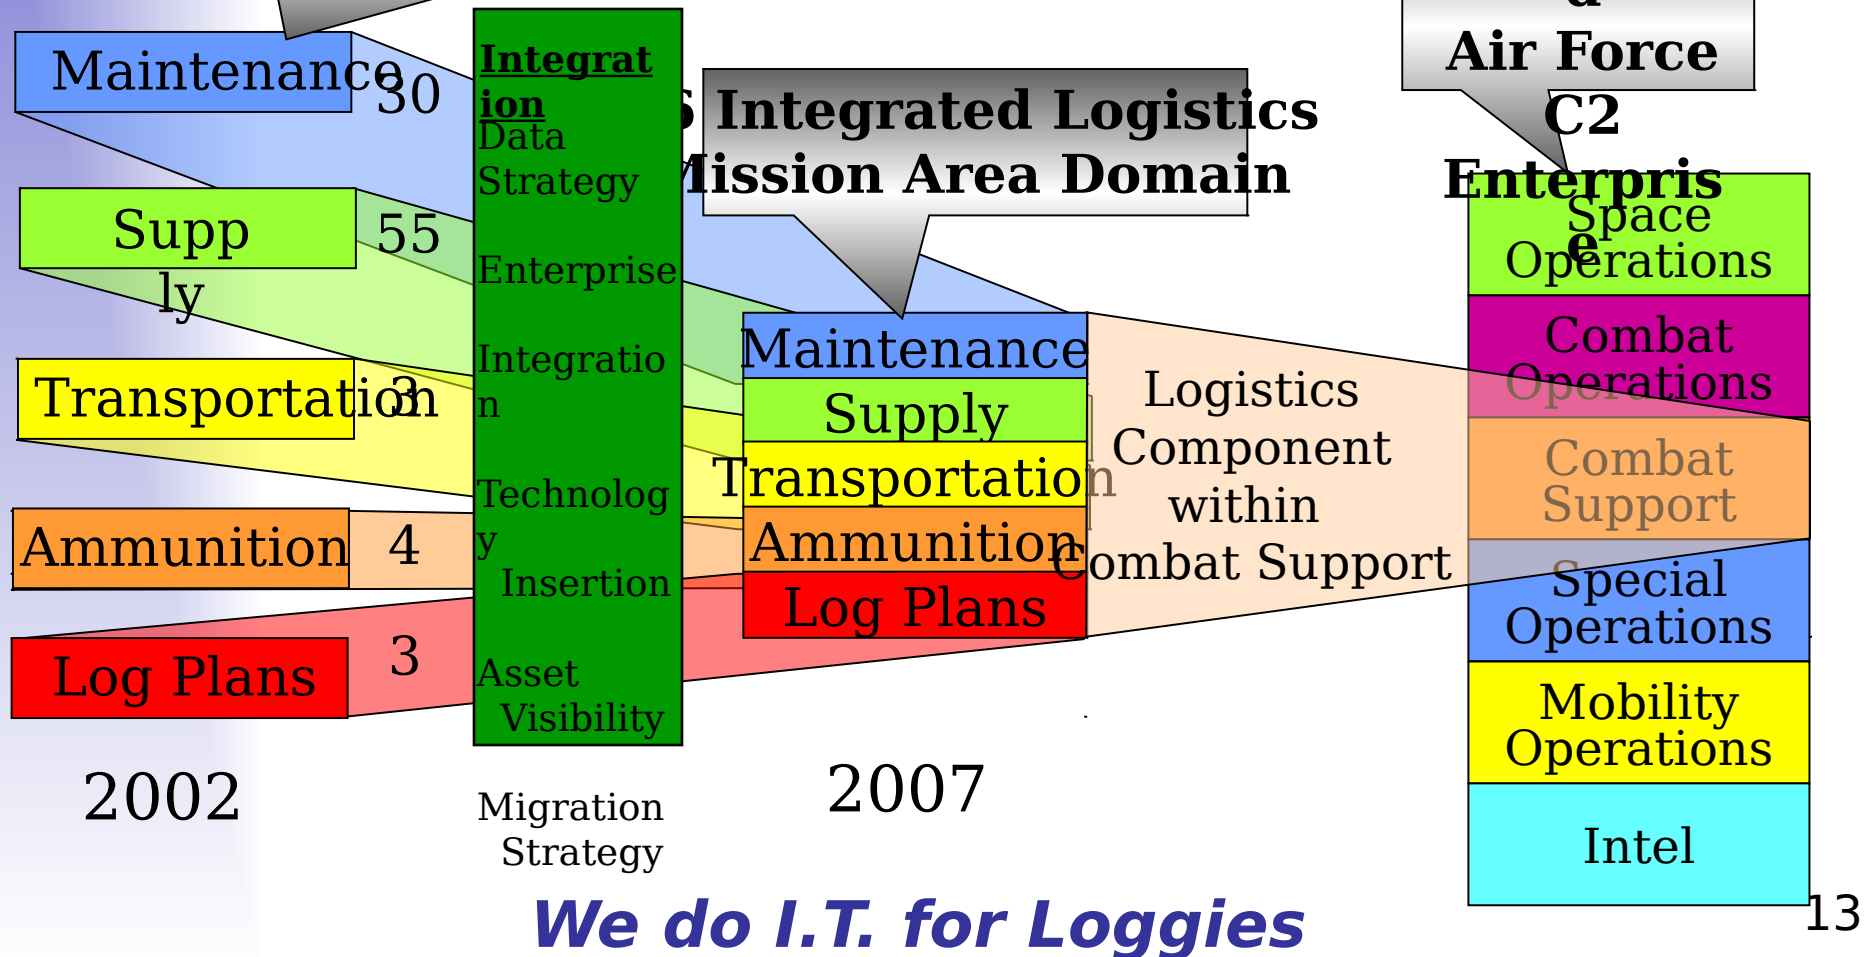 Maintenance
30
Supp
ly
55
Transportation
3
Ammunition
4
Log Plans
3
2002
Integrat
ion
Data
Strategy
Enterprise
Integratio
n
Technolog
y
Insertion
Asset
Visibility
Migration
Strategy
Integrated Logistics
Mission Area Domain
Maintenance
Supply
Transportation
Ammunition
Log Plans
2007
Logistics
Component
within
Combat Support
Air Force
C2
Enterpris
e
Space
Operations
Combat
Operations
Combat
Support
Special
Operations
Mobility
Operations
Intel
We do I.T. for Loggies
13